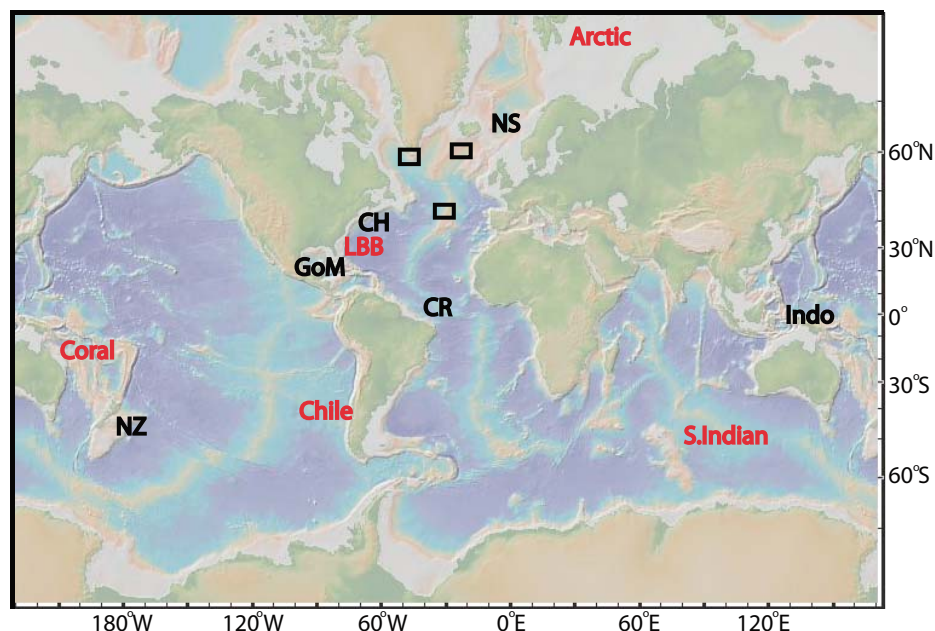 Arctic
NS
60°N
CH
LBB
30°N
GoM
CR
Indo
0°
Coral
30°S
Chile
NZ
S.Indian
60°S
180°W 120°W 60°W 0°E 60°E 120°E